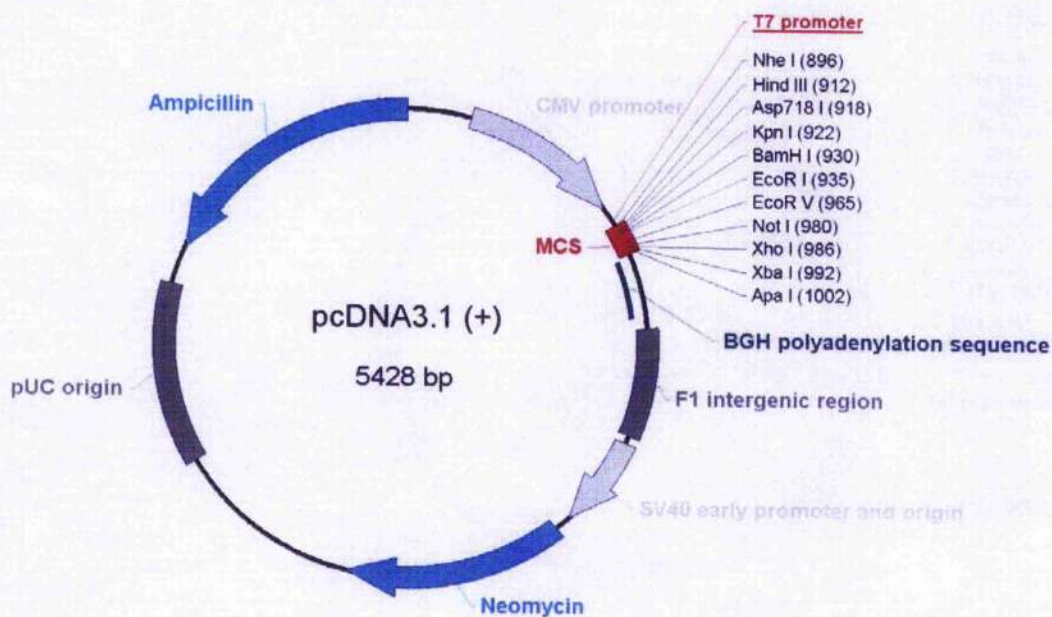 T7 promoter
Nhe I (896)
Hind III (912)
Asp718 I (918)
Kpn I (922)
BamH I (930)
EcoR I (935)
EcoR V (965)
Not I (980)
Xho I (986)
Xba I (992)
Apa I (1002)
Ampicillin
CMV promoter
MCS
pcDNA3.1 (+)
5428 bp
BGH polyadenylation sequence
pUC origin
F1 intergenic region
SV40 early promoter and origin
Neomycin